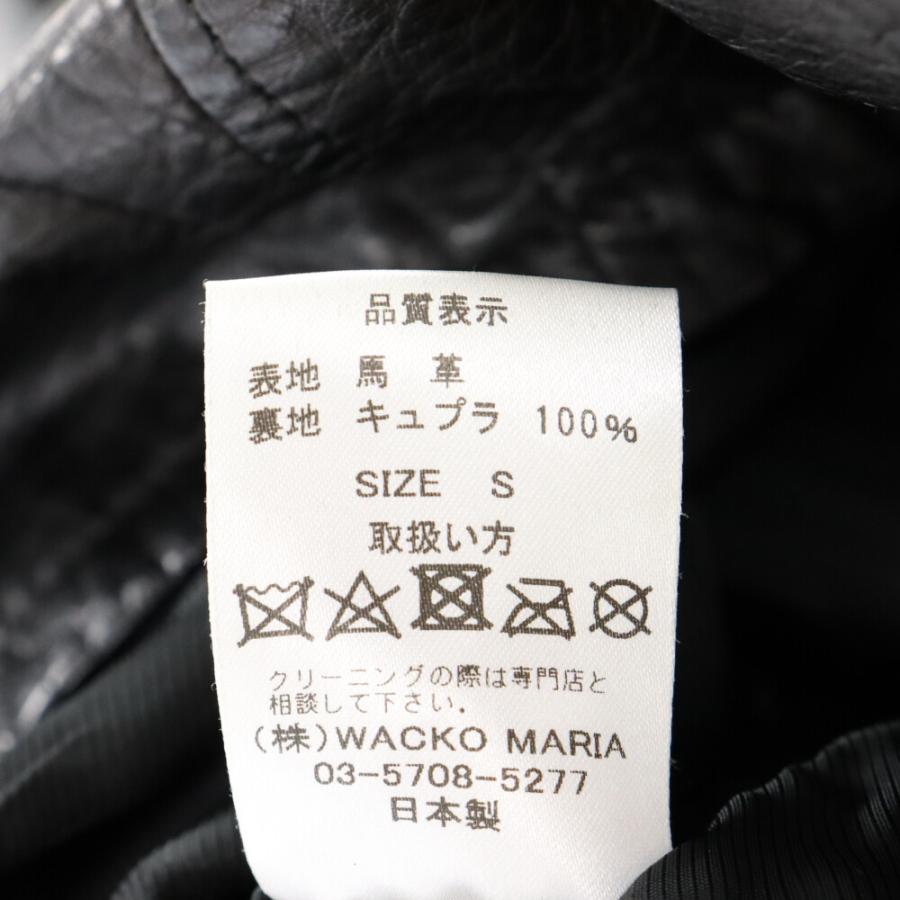 品質表示
表地 馬 革
裏地 キュプラ 100%
SIZE S
取扱い方
クリーニングの際は専門店と
相談して下さい.
(株)WACKO MARIA
03-5708-5277
日本製